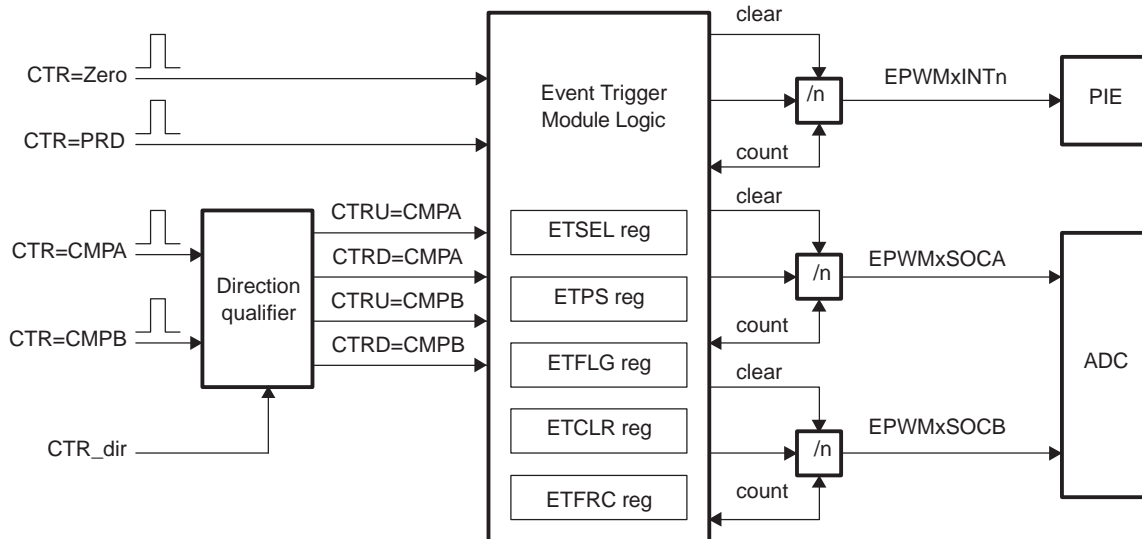 clear
CTR=Zero
EPWMxINTn
/n
PIE
Event Trigger
Module Logic
CTR=PRD
count
clear
CTRU=CMPA
ETSEL reg
CTR=CMPA
CTRD=CMPA
EPWMxSOCA
/n
Direction
qualifier
CTRU=CMPB
ETPS reg
CTR=CMPB
count
CTRD=CMPB
ETFLG reg
ADC
clear
ETCLR reg
EPWMxSOCB
/n
CTR_dir
count
ETFRC reg